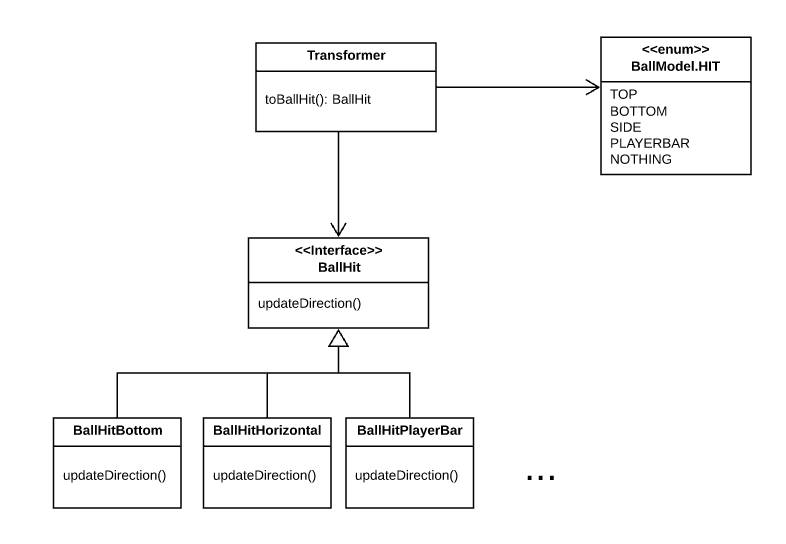 Transformer
toBallHit(): BallHit
<<enum>>
BallModel.HIT
TOP
BOTTOM
SIDE
PLAYERBAR
NOTHING
<<Interface>>
BallHit
updateDirection()
BallHitBottom
updateDirection()
BallHitHorizontal
updateDirection()
BallHitPlayerBar
updateDirection()
...